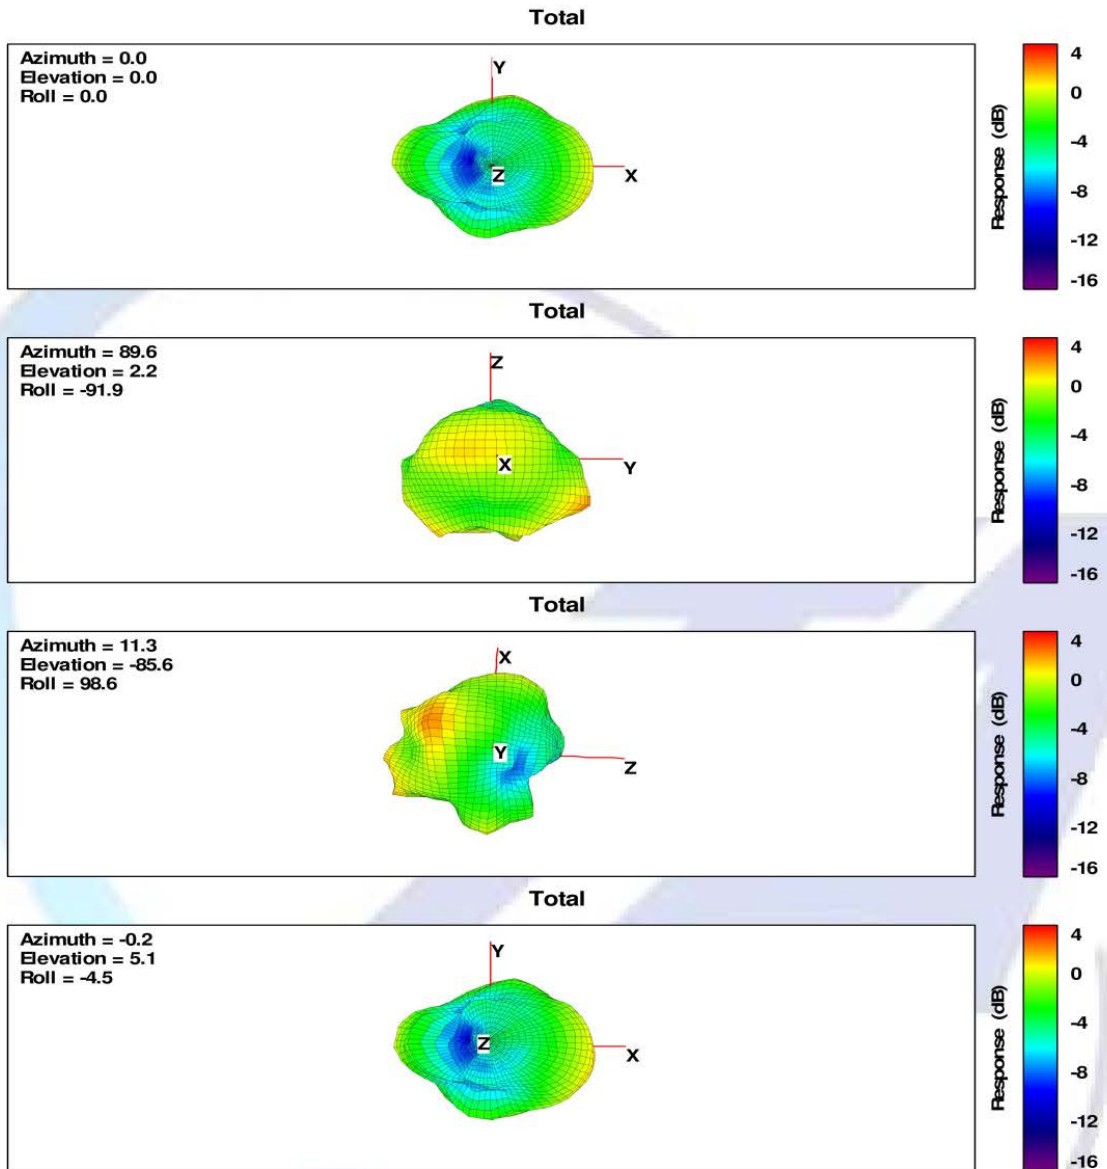 Total
Azimuth = 0.0
Elevation = 0.0
Roll = 0.0
Y
Z
X
Response (dB)
4
0
-4
-8
-12
-16
Total
Azimuth = 89.6
Elevation = 2.2
Roll = -91.9
Z
X
Y
Response (dB)
4
0
-4
-8
-12
-16
Total
Azimuth = 11.3
Elevation = -85.6
Roll = 98.6
X
Y
Z
Response (dB)
4
0
-4
-8
-12
-16
Total
Azimuth = -0.2
Elevation = 5.1
Roll = -4.5
Y
Z
X
Response (dB)
4
0
-4
-8
-12
-16